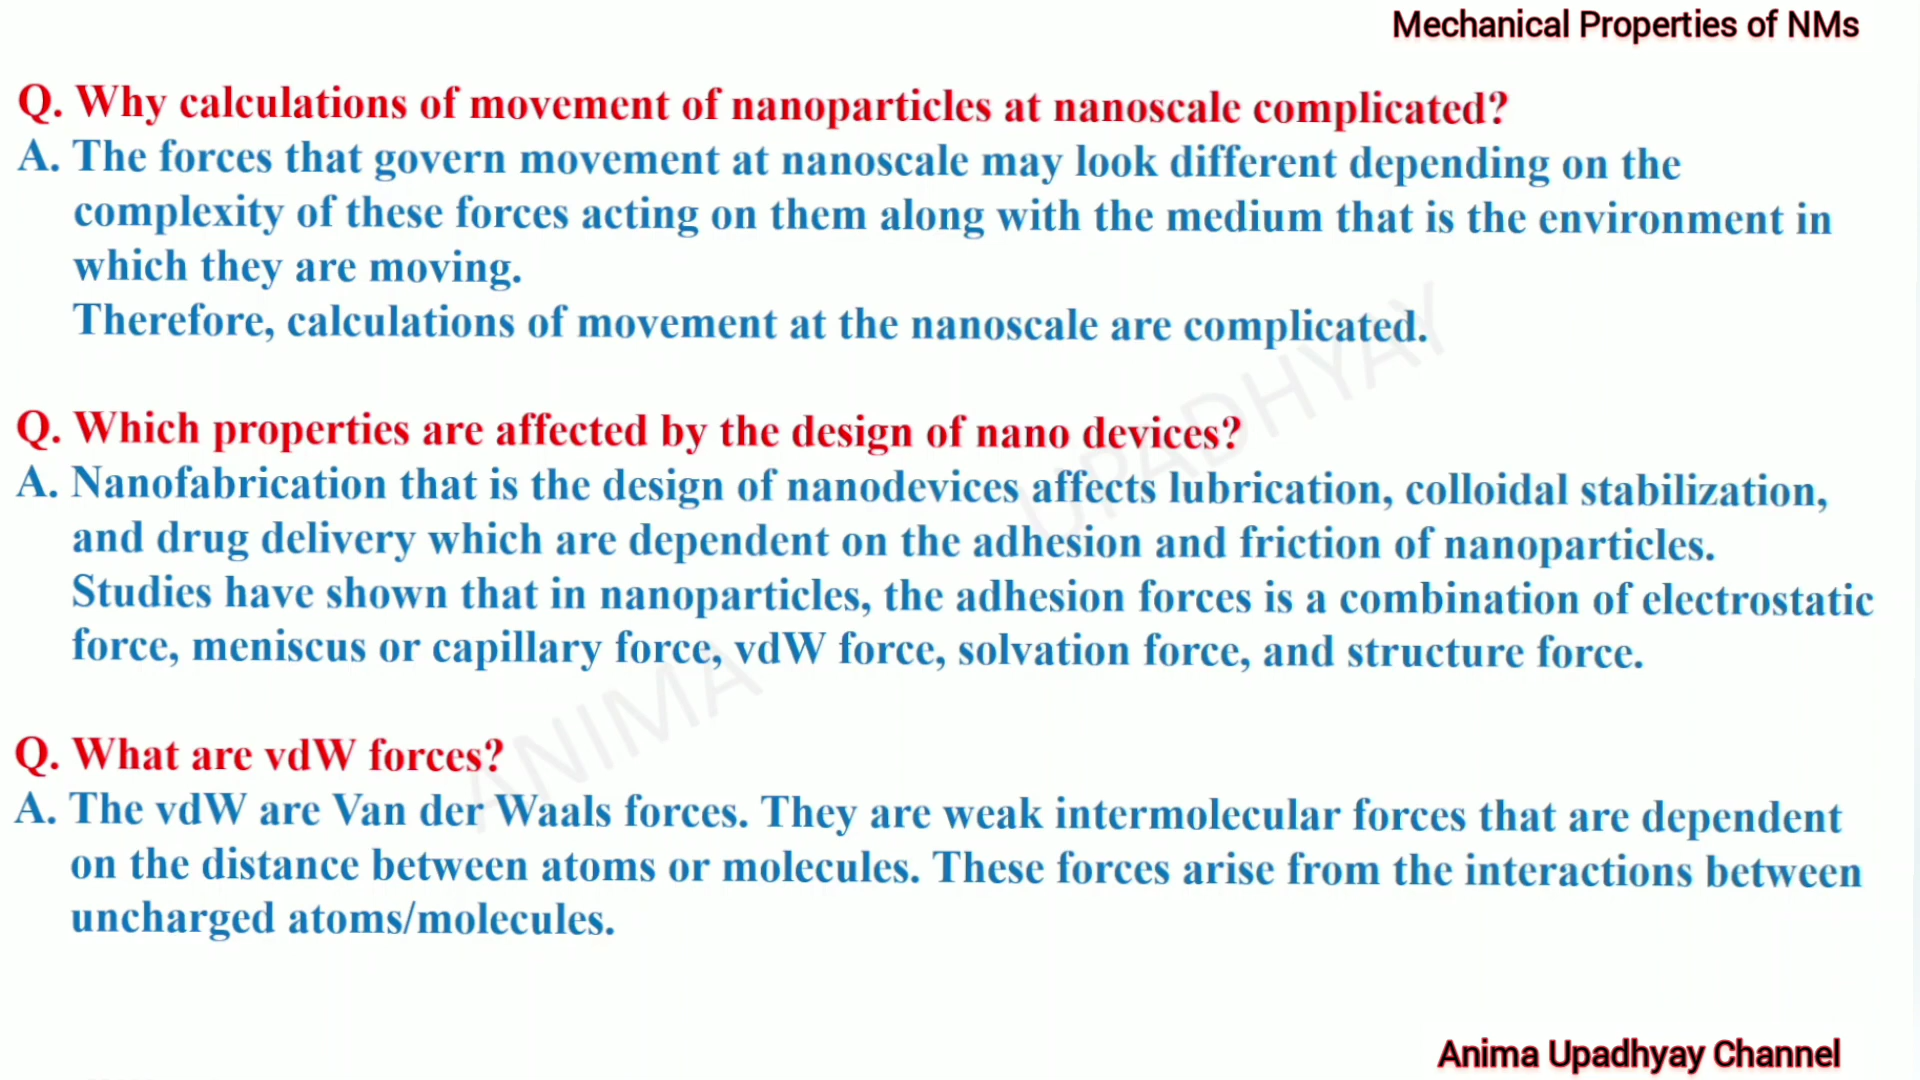 Mechanical Properties of NMs
Q. Why calculations of movement of nanoparticles at nanoscale complicated?
A. The forces that govern movement at nanoscale may look different depending on the
complexity of these forces acting on them along with the medium that is the environment in
which they are moving.
Therefore, calculations of movement at the nanoscale are complicated.
Q. Which properties are affected by the design of nano devices?
A. Nanofabrication that is the design of nanodevices affects lubrication, colloidal stabilization,
and drug delivery which are dependent on the adhesion and friction of nanoparticles.
Studies have shown that in nanoparticles, the adhesion forces is a combination of electrostatic
force, meniscus or capillary force, vdW force, solvation force, and structure force.
Q. What are vdW forces?
A. The vdW are Van der Waals forces. They are weak intermolecular forces that are dependent
on the distance between atoms or molecules. These forces arise from the interactions between
uncharged atoms/molecules.
ANIMA UPADHYAY
Anima Upadhyay Channel